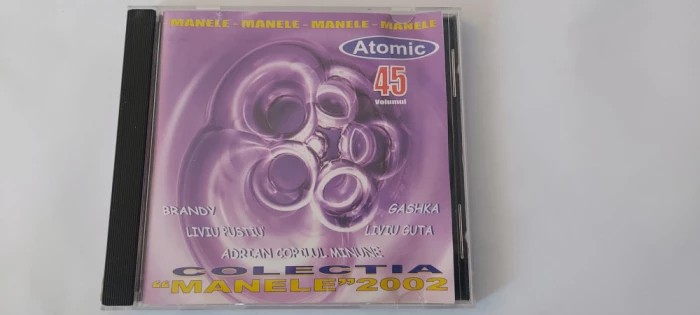 MANELE - MANELE - MANELE - MANELE
Atomic
45
Volumul
BRANDY
GASHKA
LIVIU PUSTIU
LIVIU GUTA
ADRIAN COPILUL MINUNE
COLECTIA
"MANELE" 2002